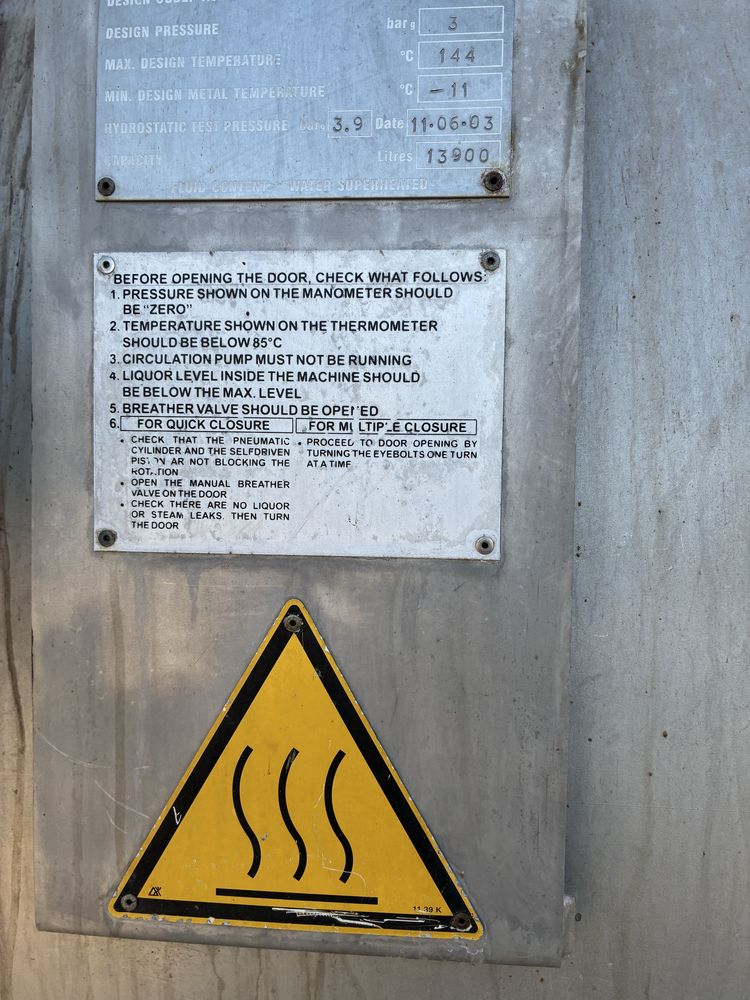 DESIGN PRESSURE bar g 3
MAX. DESIGN TEMPERATURE °C 144
MIN. DESIGN METAL TEMPERATURE °C -11
HYDROSTATIC TEST PRESSURE bar g 3.9 Date 11·06·03
CAPACITY Litres 13900
FLUID CONTENT - WATER SUPERHEATED
BEFORE OPENING THE DOOR, CHECK WHAT FOLLOWS:
1. PRESSURE SHOWN ON THE MANOMETER SHOULD
BE "ZERO"
2. TEMPERATURE SHOWN ON THE THERMOMETER
SHOULD BE BELOW 85°C
3. CIRCULATION PUMP MUST NOT BE RUNNING
4. LIQUOR LEVEL INSIDE THE MACHINE SHOULD
BE BELOW THE MAX. LEVEL
5. BREATHER VALVE SHOULD BE OPENED
6. FOR QUICK CLOSURE
• CHECK THAT THE PNEUMATIC
CYILINDER AND THE SELFDRIVEN
PISTON AR NOT BLOCKING THE
ROTATION
• OPEN THE MANUAL BREATHER
VALVE ON THE DOOR
• CHECK THERE ARE NO LIQUOR
OR STEAM LEAKS. THEN TURN
THE DOOR
FOR MULTIPLE CLOSURE
• PROCEED TO DOOR OPENING BY
TURNING THE EYEBOLTS ONE TURN
AT A TIME
11.39 K